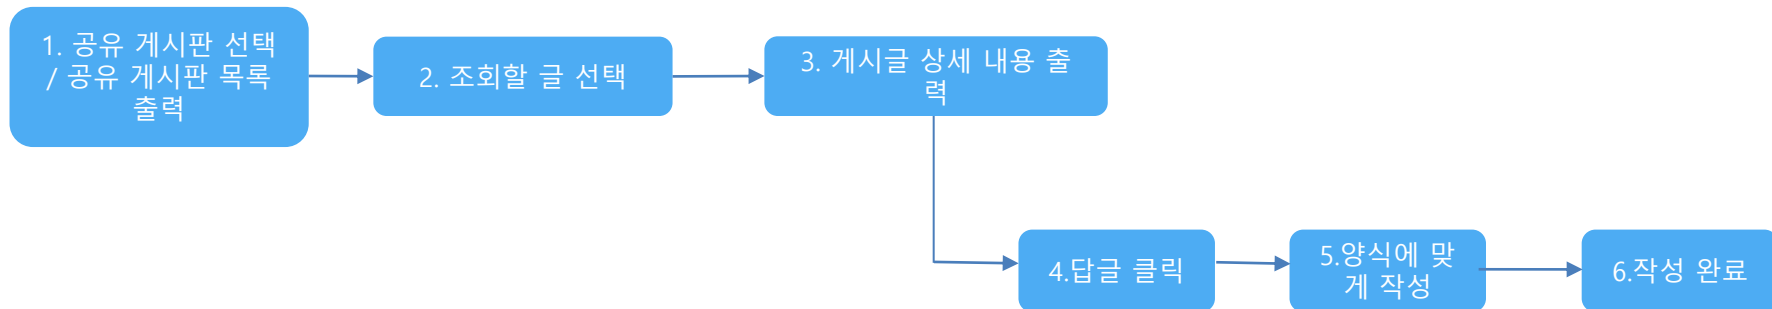 1. 공유 게시판 선택
/ 공유 게시판 목록
출력
2. 조회할 글 선택
3. 게시글 상세 내용 출
력
4.답글 클릭
5.양식에 맞
게 작성
6.작성 완료